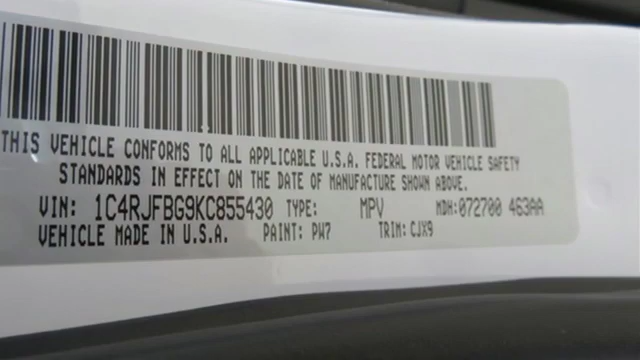 THIS VEHICLE CONFORMS TO ALL APPLICABLE U.S.A. FEDERAL MOTOR VEHICLE SAFETY
STANDARDS IN EFFECT ON THE DATE OF MANUFACTURE SHOWN ABOVE.
VIN: 1C4RJFBG9KC855430 TYPE: MPV MDH:072700 463AA
VEHICLE MADE IN U.S.A. PAINT: PW7 TRIM: CJX9